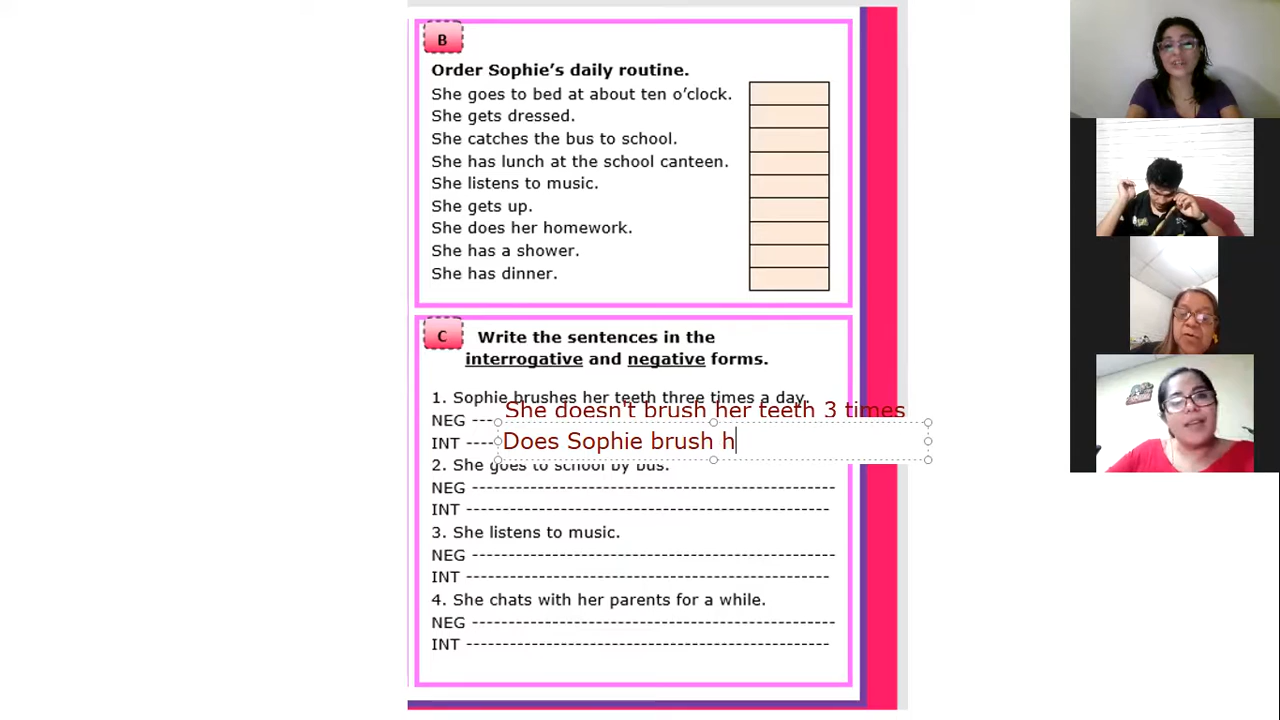 B
Order Sophie's daily routine.
She goes to bed at about ten o'clock.
She gets dressed.
She catches the bus to school.
She has lunch at the school canteen.
She listens to music.
She gets up.
She does her homework.
She has a shower.
She has dinner.
C
Write the sentences in the
interrogative and negative forms.
1. Sophie brushes her teeth three times a day.
She doesn't brush her teeth 3 times
NEG ---
INT ----
Does Sophie brush h
2. She goes to school by bus.
NEG ------------------------------------------------
INT ------------------------------------------------
3. She listens to music.
NEG ------------------------------------------------
INT ------------------------------------------------
4. She chats with her parents for a while.
NEG ------------------------------------------------
INT ------------------------------------------------